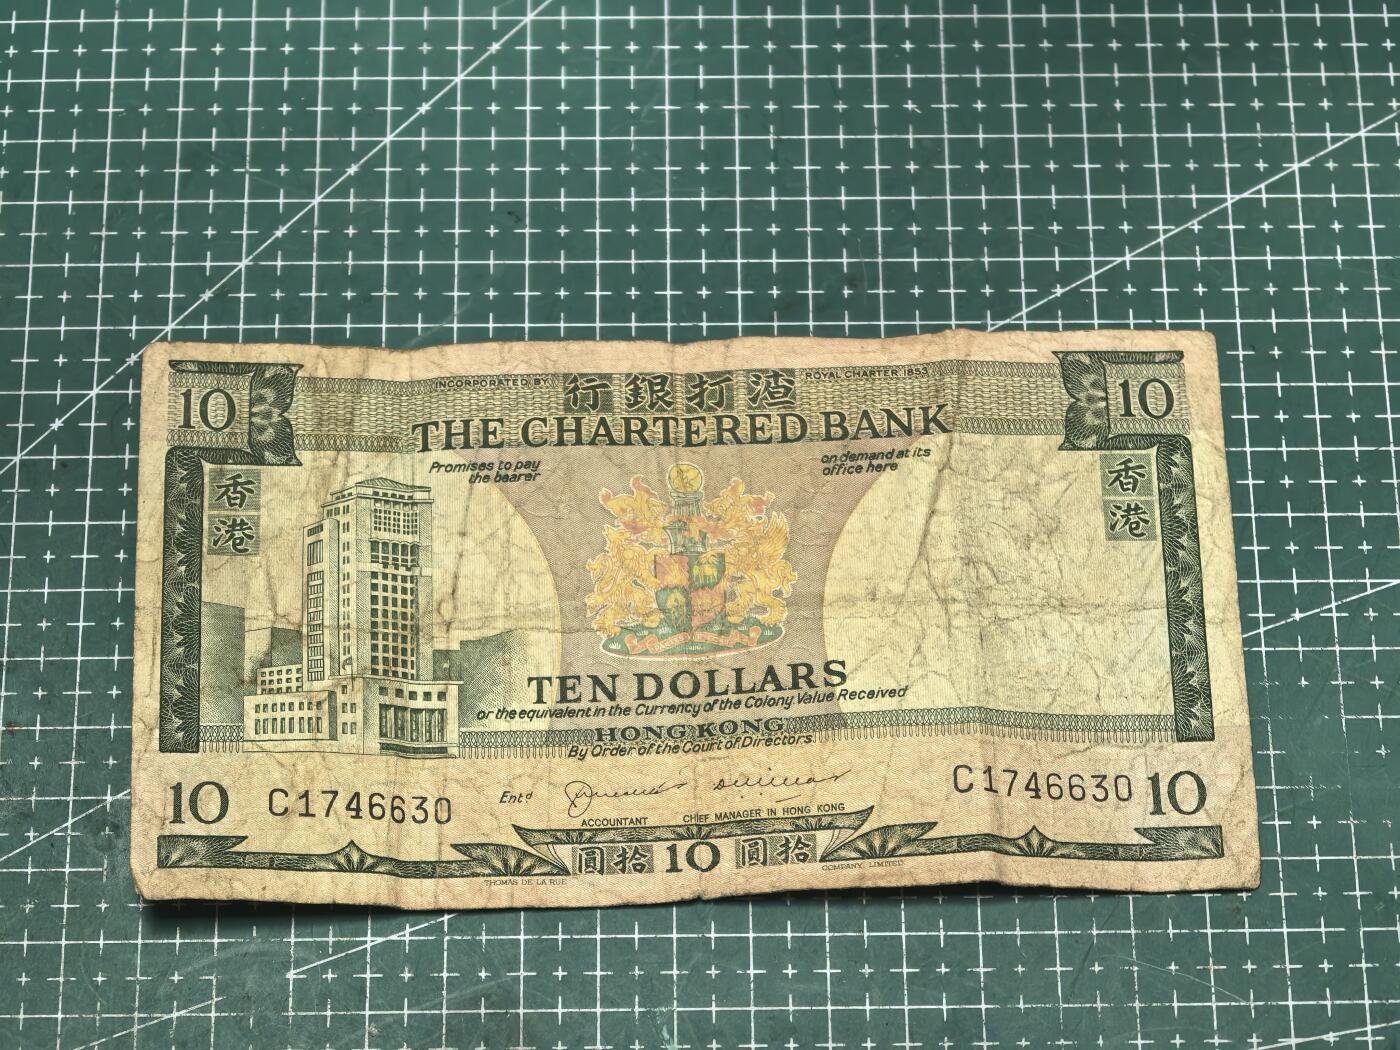 INCORPORATED BY 行銀打渣 ROYAL CHARTER 1853
10 10
THE CHARTERED BANK
Promises to pay the bearer
on demand at its office here
香港 香港
TEN DOLLARS
or the equivalent in the Currency of the Colony Value Received
HONG KONG
By Order of the Court of Directors.
10 C1746630 Entd C1746630 10
ACCOUNTANT CHIEF MANAGER IN HONG KONG
圓拾 10 圓拾
THOMAS DE LA RUE COMPANY, LIMITED.